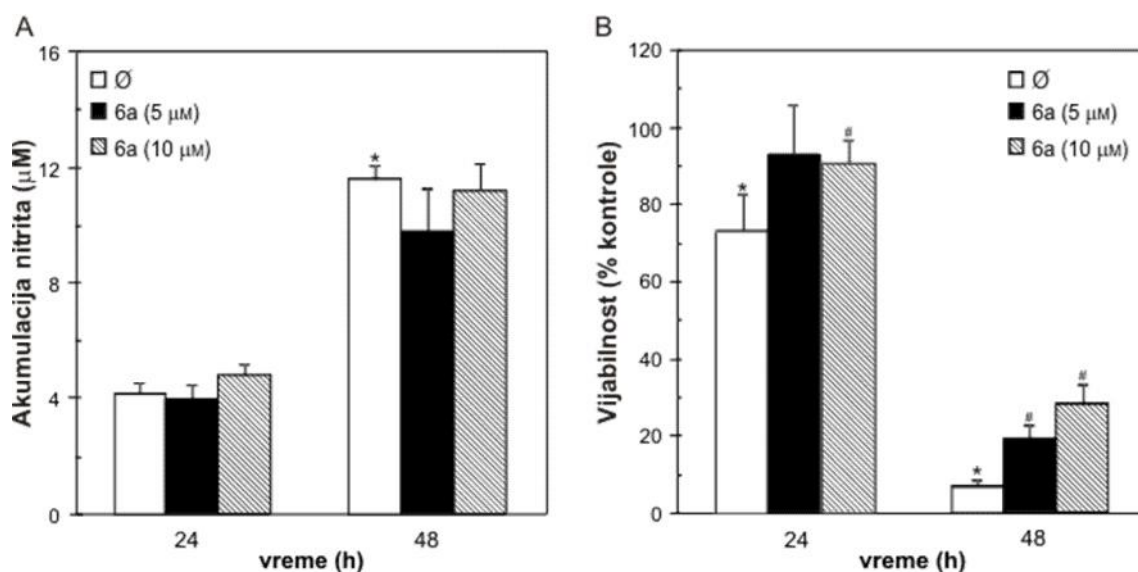 A
Akumulacija nitrita (μM)
16
12
8
4
0
Ø
6a (5 μM)
6a (10 μM)
*
24
48
vreme (h)
B
Vijabilnost (% kontrole)
120
100
80
60
40
20
0
Ø
6a (5 μM)
6a (10 μM)
*
#
*
#
#
24
48
vreme (h)